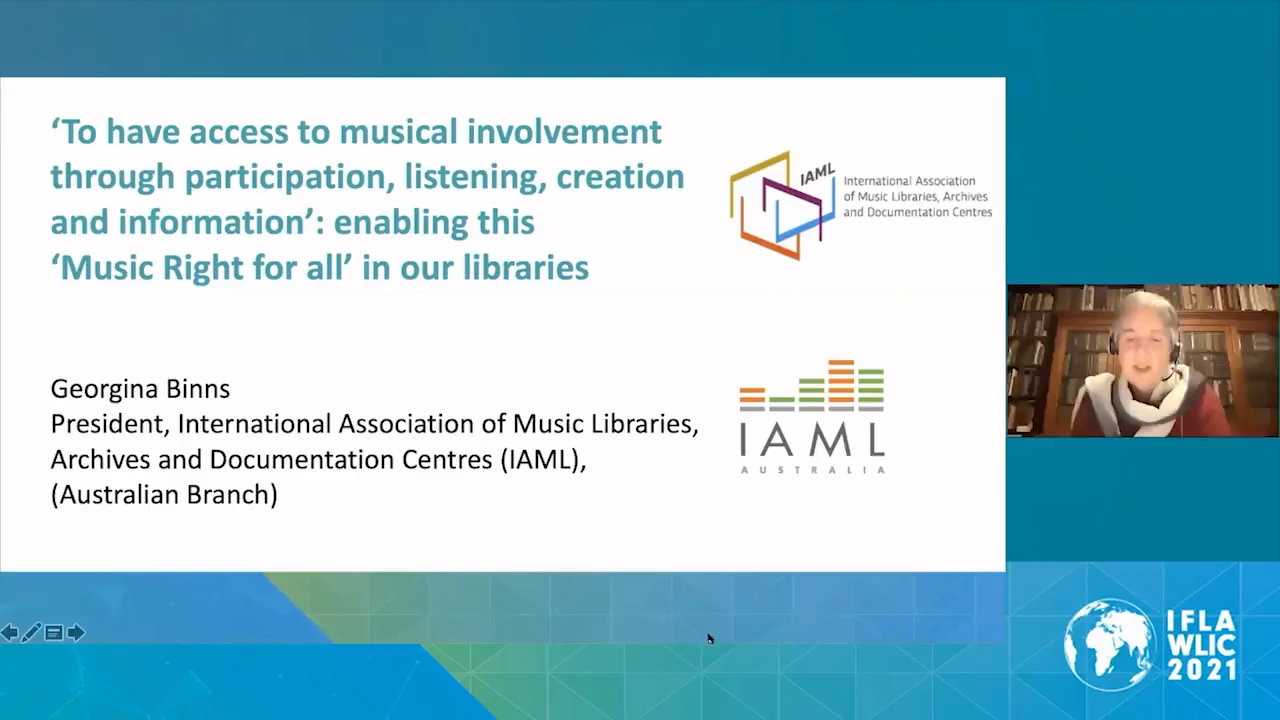 ‘To have access to musical involvement
through participation, listening, creation
and information’: enabling this
‘Music Right for all’ in our libraries
IAML
International Association
of Music Libraries, Archives
and Documentation Centres
Georgina Binns
President, International Association of Music Libraries,
Archives and Documentation Centres (IAML),
(Australian Branch)
IAML
AUSTRALIA
IFLA
WLIC
2021